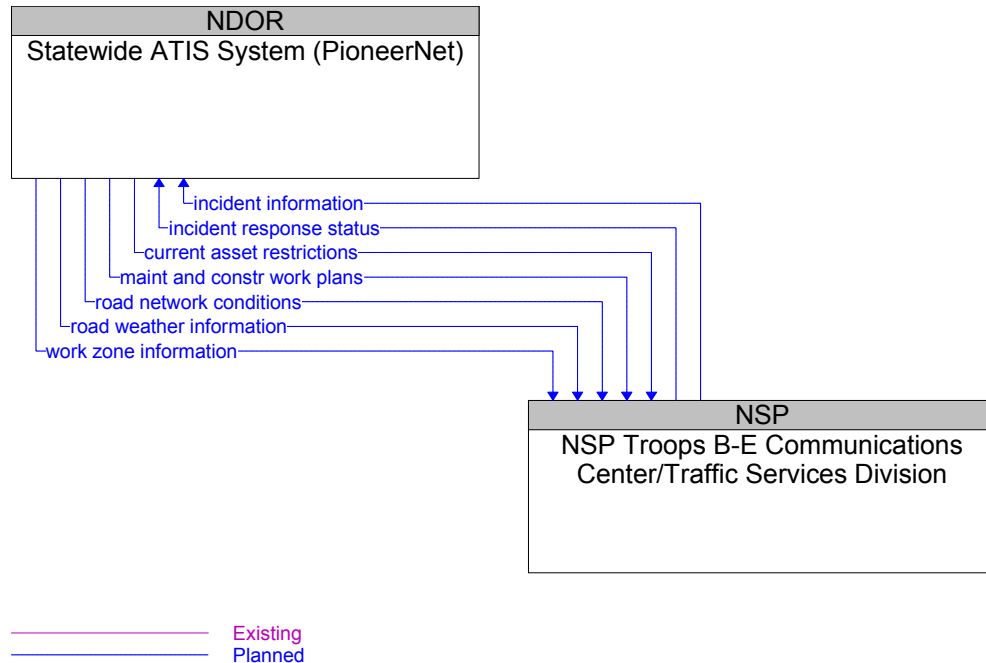 NDOR
Statewide ATIS System (PioneerNet)
incident information
incident response status
current asset restrictions
maint and constr work plans
road network conditions
road weather information
work zone information
NSP
NSP Troops B-E Communications
Center/Traffic Services Division
Existing
Planned